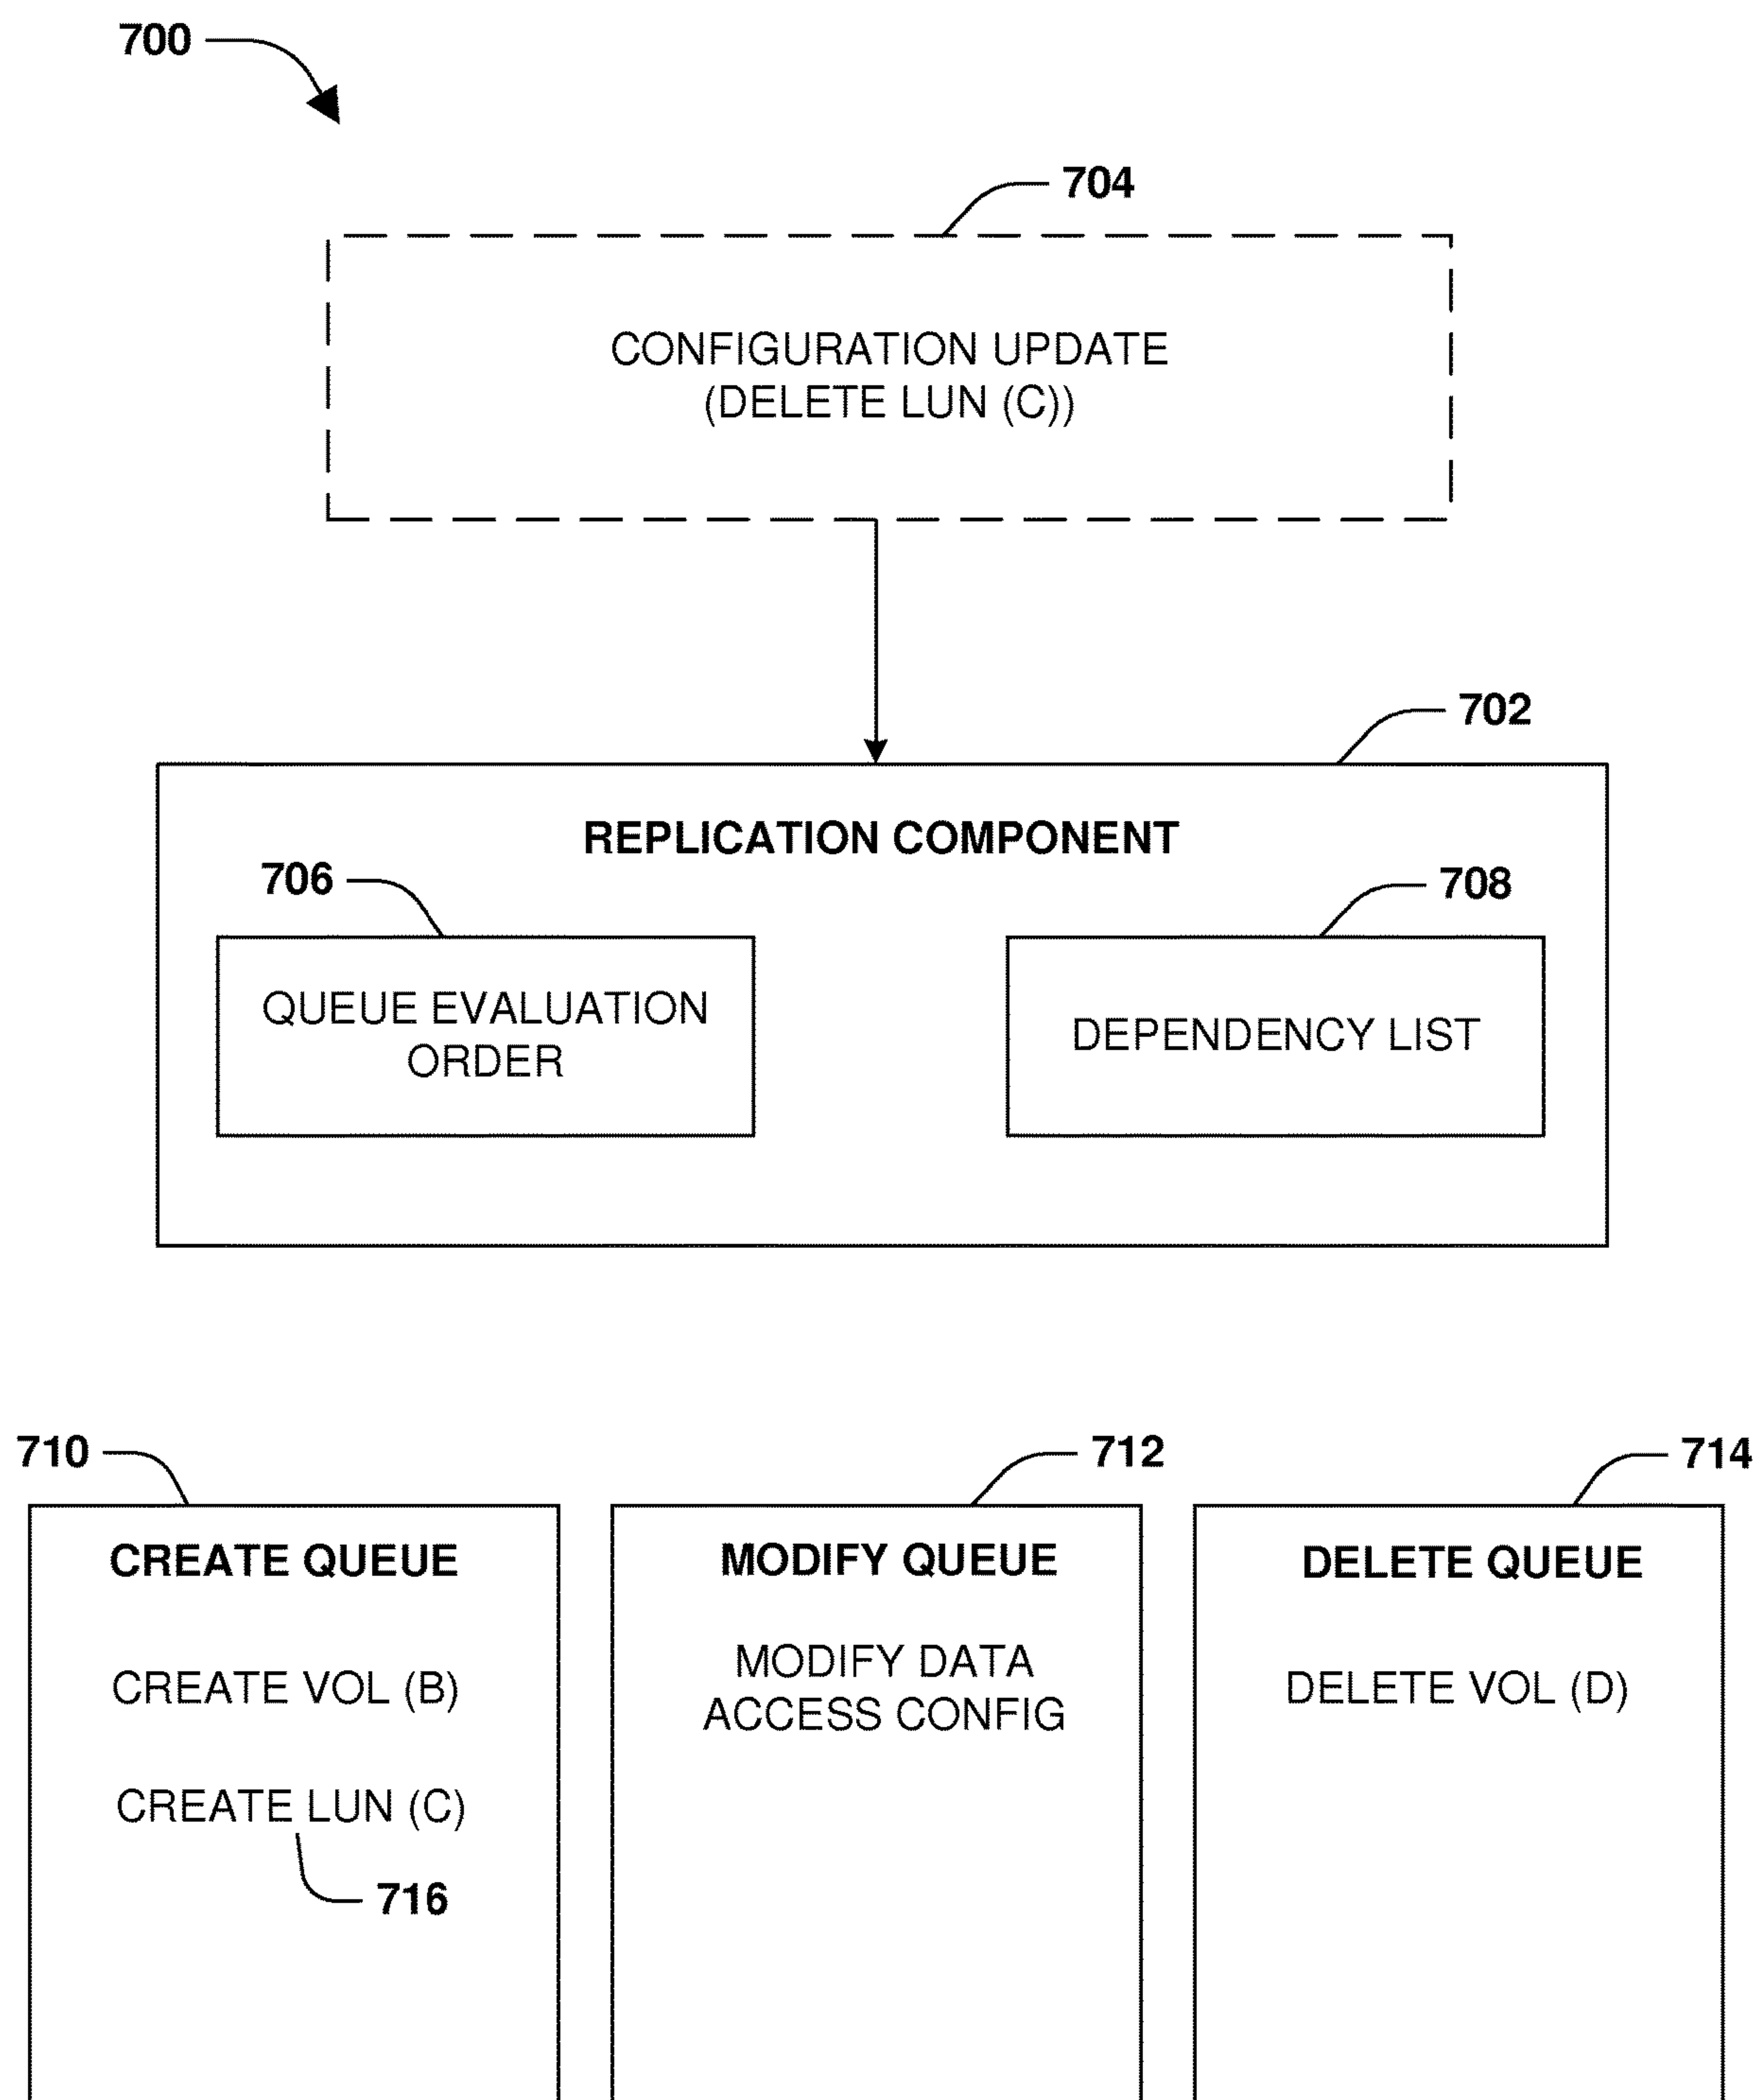 700
704
CONFIGURATION UPDATE
(DELETE LUN (C))
702
REPLICATION COMPONENT
706
708
QUEUE EVALUATION
ORDER
DEPENDENCY LIST
710
712
714
CREATE QUEUE
CREATE VOL (B)
CREATE LUN (C)
716
MODIFY QUEUE
MODIFY DATA
ACCESS CONFIG
DELETE QUEUE
DELETE VOL (D)